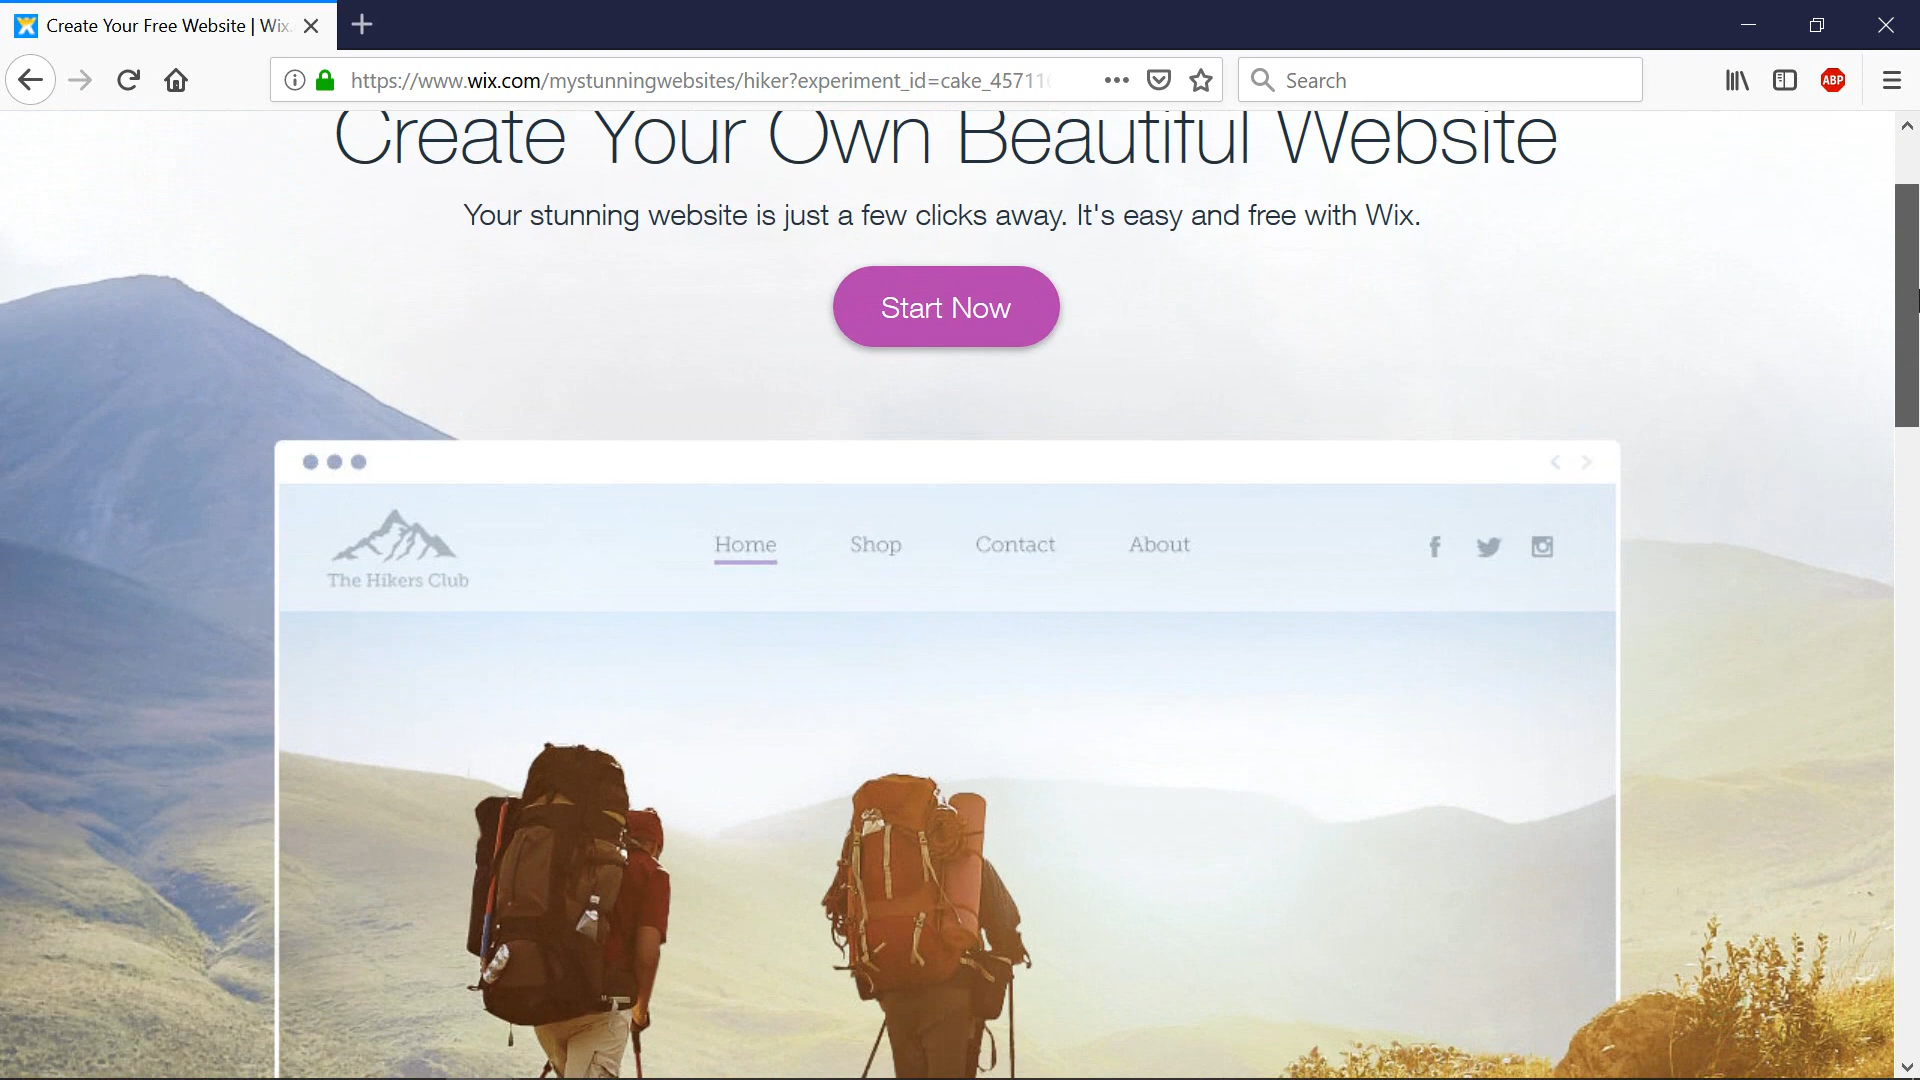 Create Your Free Website | Wix
https://www.wix.com/mystunningwebsites/hiker?experiment_id=cake_45711
Search
ABP
Create Your Own Beautiful Website
Your stunning website is just a few clicks away. It's easy and free with Wix.
Start Now
The Hikers Club
Home
Shop
Contact
About